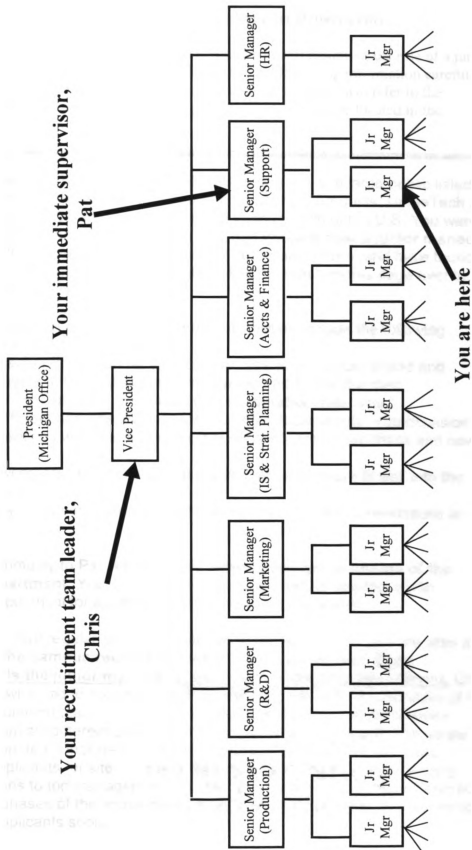 President
(Michigan Office)
Vice President
Your recruitment team leader,
Chris
Your immediate supervisor,
Pat
Senior Manager
(Production)
Senior Manager
(R&D)
Senior Manager
(Marketing)
Senior Manager
(IS & Strat. Planning)
Senior Manager
(Accts & Finance)
Senior Manager
(Support)
Senior Manager
(HR)
Jr
Mgr
Jr
Mgr
Jr
Mgr
Jr
Mgr
Jr
Mgr
Jr
Mgr
Jr
Mgr
Jr
Mgr
Jr
Mgr
Jr
Mgr
Jr
Mgr
Jr
Mgr
Jr
Mgr
You are here